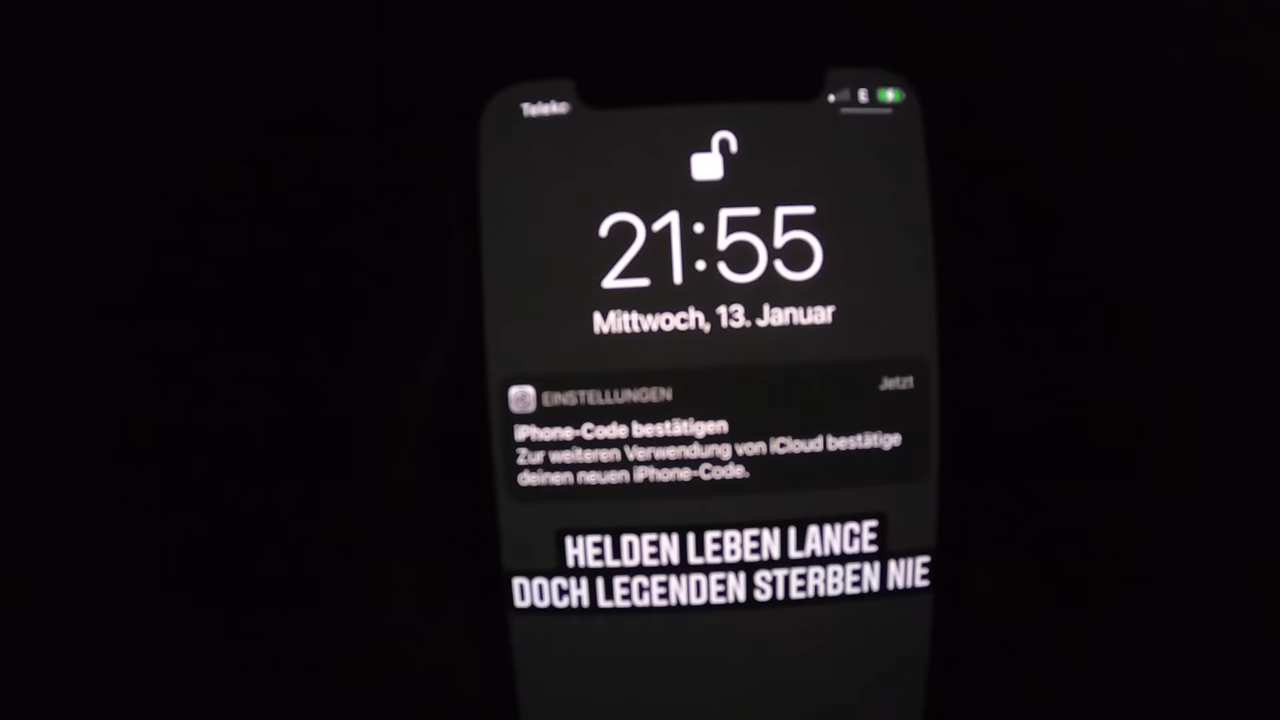 Teleko
E
21:55
Mittwoch, 13. Januar
EINSTELLUNGEN
Jetzt
iPhone-Code bestätigen
Zur weiteren Verwendung von iCloud bestätige
deinen neuen iPhone-Code.
HELDEN LEBEN LANGE
DOCH LEGENDEN STERBEN NIE